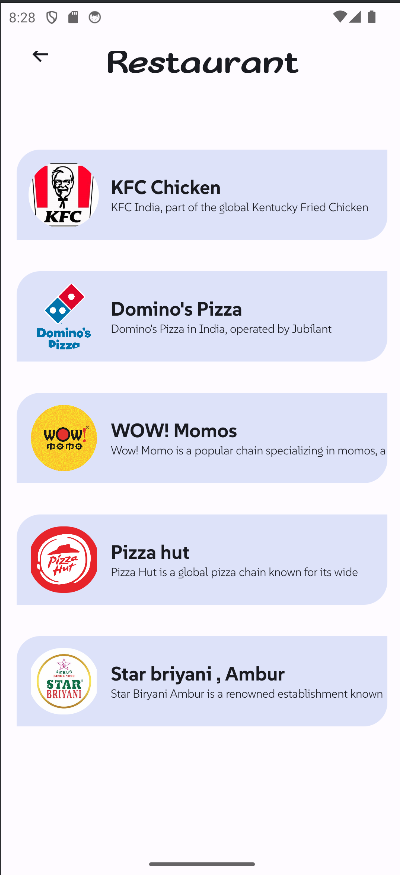 8:28
Restaurant
KFC
KFC Chicken
KFC India, part of the global Kentucky Fried Chicken
Domino's
Pizza
Domino's Pizza
Domino's Pizza in India, operated by Jubilant
WOW!
MOMO
WOW! Momos
Wow! Momo is a popular chain specializing in momos, a
Pizza
Hut
Pizza hut
Pizza Hut is a global pizza chain known for its wide
STAR
BRIYANI
Star briyani , Ambur
Star Biryani Ambur is a renowned establishment known